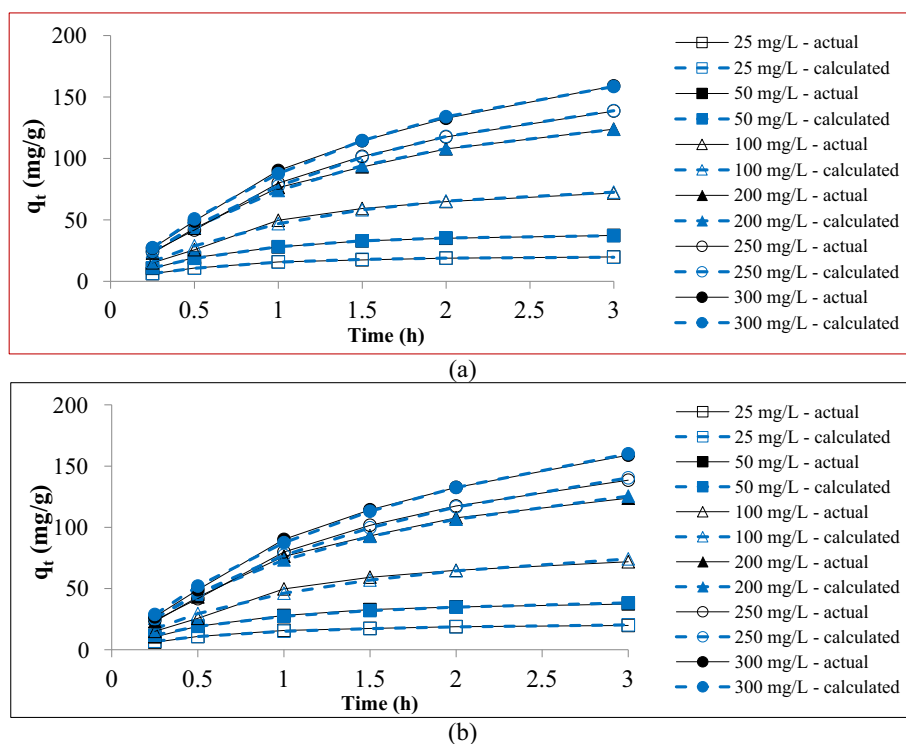 200
150
100
50
0
qt (mg/g)
0 0.5 1 1.5 2 2.5 3
Time (h)
25 mg/L - actual
25 mg/L - calculated
50 mg/L - actual
50 mg/L - calculated
100 mg/L - actual
100 mg/L - calculated
200 mg/L - actual
200 mg/L - calculated
250 mg/L - actual
250 mg/L - calculated
300 mg/L - actual
300 mg/L - calculated
(a)
200
150
100
50
0
qt (mg/g)
0 0.5 1 1.5 2 2.5 3
Time (h)
25 mg/L - actual
25 mg/L - calculated
50 mg/L - actual
50 mg/L - calculated
100 mg/L - actual
100 mg/L - calculated
200 mg/L - actual
200 mg/L - calculated
250 mg/L - actual
250 mg/L - calculated
300 mg/L - actual
300 mg/L - calculated
(b)